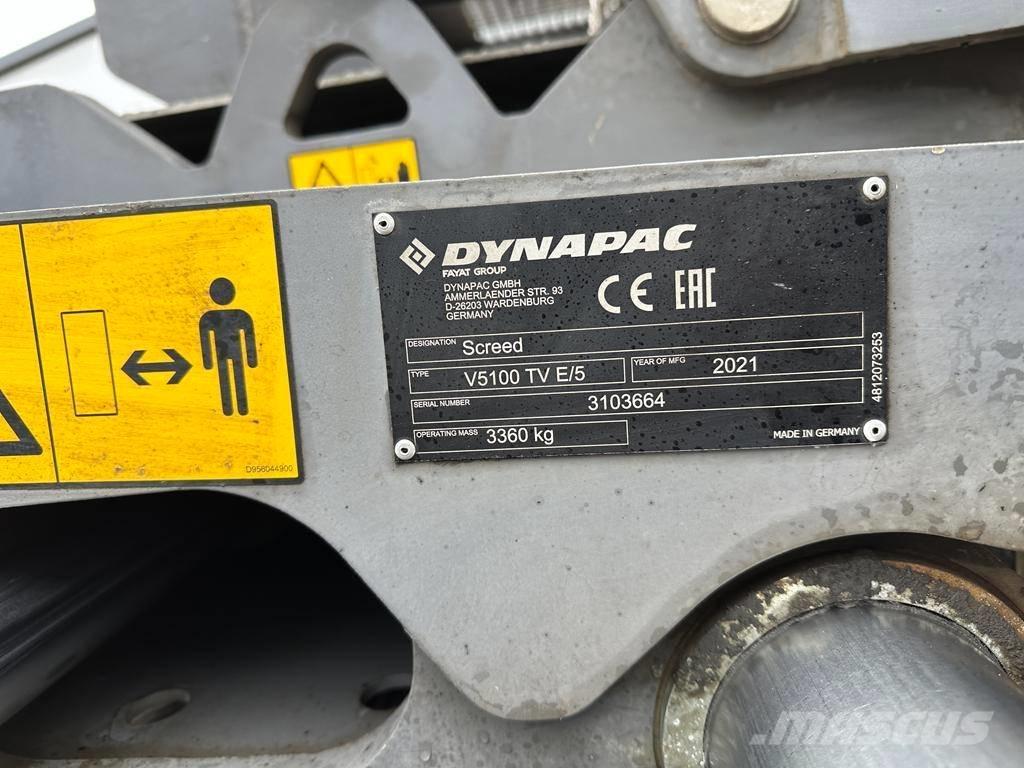 DYNAPAC
FAYAT GROUP
DYNAPAC GMBH
AMMERLAENDER STR. 93
D-26203 WARDENBURG
GERMANY
CE EAC
DESIGNATION Screed
TYPE V5100 TV E/5 YEAR OF MFG 2021
SERIAL NUMBER 3103664
OPERATING MASS 3360 kg
MADE IN GERMANY
4812073253
D956044900
MASCUS